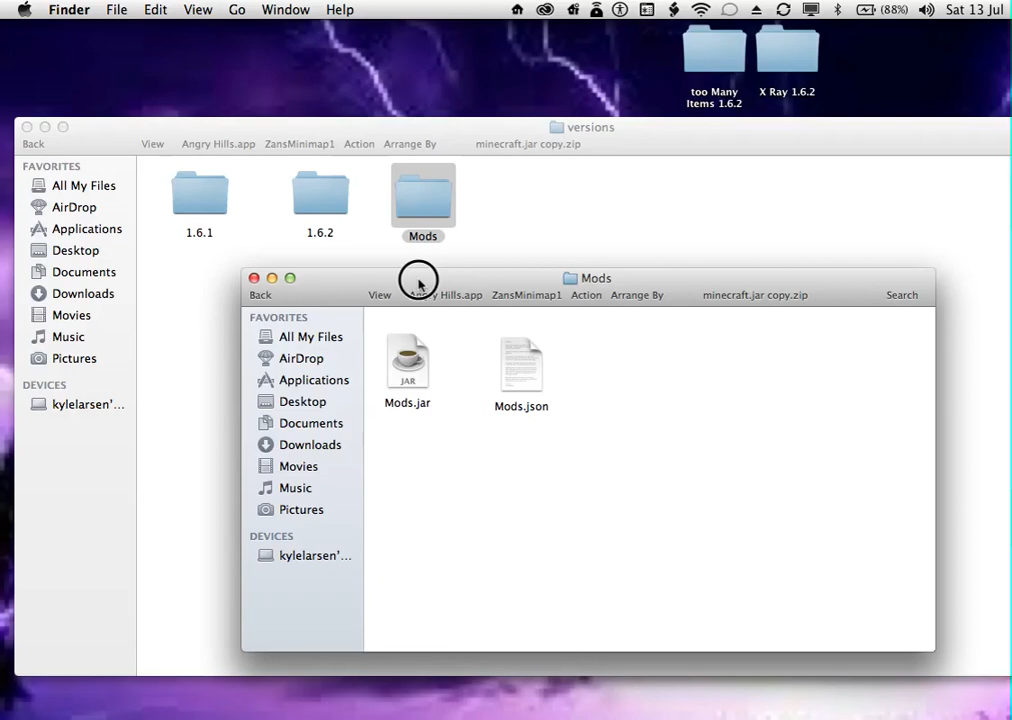 Finder File Edit View Go Window Help (88%) Sat 13 Jul
too Many
Items 1.6.2
X Ray 1.6.2
versions
Back View Angry Hills.app ZansMinimap1 Action Arrange By minecraft.jar copy.zip
FAVORITES
All My Files
AirDrop
Applications
Desktop
Documents
Downloads
Movies
Music
Pictures
DEVICES
kylelarsen'...
1.6.1
1.6.2
Mods
Mods
Back View Angry Hills.app ZansMinimap1 Action Arrange By minecraft.jar copy.zip Search
FAVORITES
All My Files
AirDrop
Applications
Desktop
Documents
Downloads
Movies
Music
Pictures
DEVICES
kylelarsen'...
JAR
Mods.jar
Mods.json